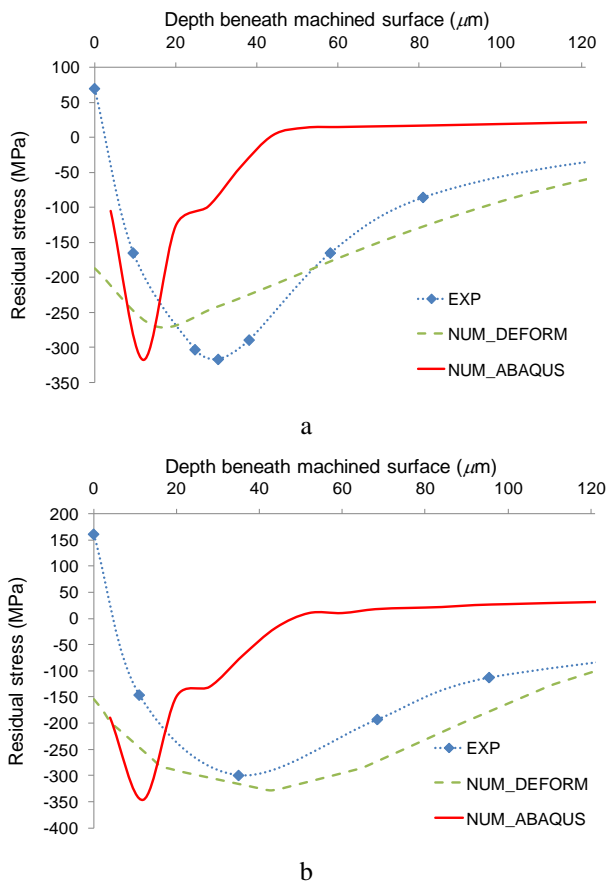 Depth beneath machined surface (μm)
0 20 40 60 80 100 120
100
50
0
-50
-100
-150
-200
-250
-300
-350
Residual stress (MPa)
EXP
NUM_DEFORM
NUM_ABAQUS
a
Depth beneath machined surface (μm)
0 20 40 60 80 100 120
200
150
100
50
0
-50
-100
-150
-200
-250
-300
-350
-400
Residual stress (MPa)
EXP
NUM_DEFORM
NUM_ABAQUS
b